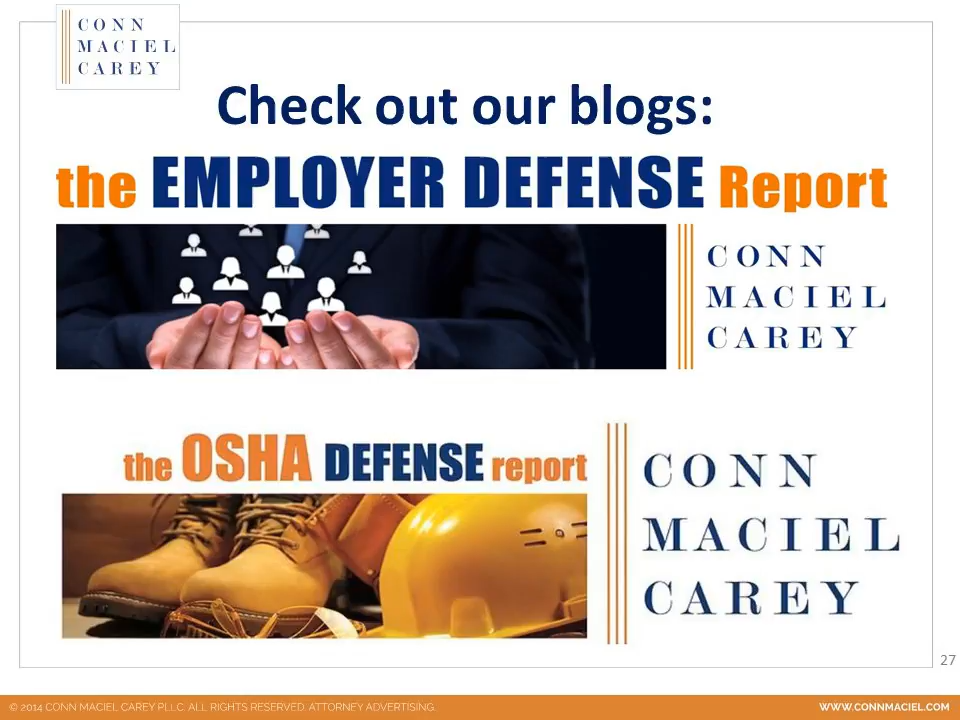 CONN
MACIEL
CAREY
Check out our blogs:
the EMPLOYER DEFENSE Report
CONN
MACIEL
CAREY
the OSHA DEFENSE report
CONN
MACIEL
CAREY
27
© 2014 CONN MACIEL CAREY PLLC. ALL RIGHTS RESERVED. ATTORNEY ADVERTISING.
WWW.CONNMACIEL.COM